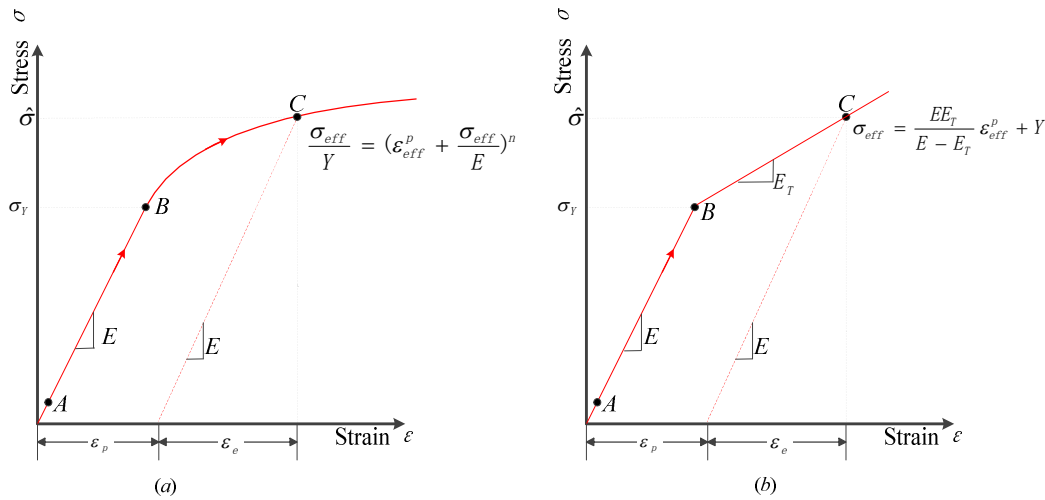 Stress σ
σ̂
C
σ_eff / Y = (ε^p_eff + σ_eff / E)^n
σ_Y
B
E
E
A
ε_p
ε_e
Strain ε
(a)
Stress σ
σ̂
C
σ_eff = EE_T / E − E_T ε^p_eff + Y
E_T
σ_Y
B
E
E
A
ε_p
ε_e
Strain ε
(b)